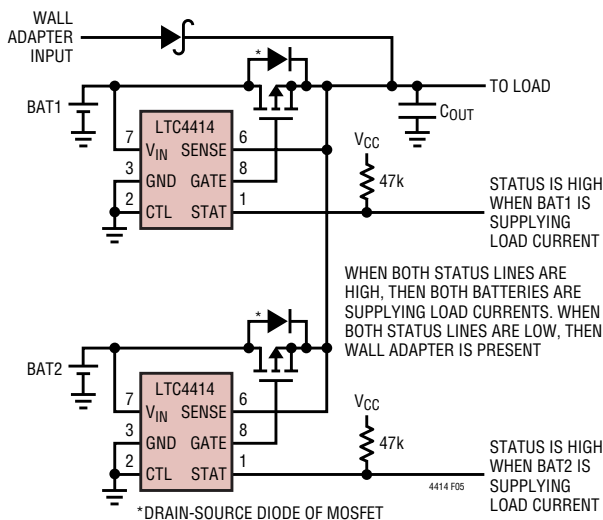 WALL
ADAPTER
INPUT
*
TO LOAD
BAT1
COUT
LTC4414
7
VIN
SENSE
6
3
GND
GATE
8
2
CTL
STAT
1
VCC
47k
STATUS IS HIGH
WHEN BAT1 IS
SUPPLYING
LOAD CURRENT
WHEN BOTH STATUS LINES ARE
HIGH, THEN BOTH BATTERIES ARE
SUPPLYING LOAD CURRENTS. WHEN
BOTH STATUS LINES ARE LOW, THEN
WALL ADAPTER IS PRESENT
*
BAT2
LTC4414
7
VIN
SENSE
6
3
GND
GATE
8
2
CTL
STAT
1
VCC
47k
4414 F05
STATUS IS HIGH
WHEN BAT2 IS
SUPPLYING
LOAD CURRENT
*DRAIN-SOURCE DIODE OF MOSFET